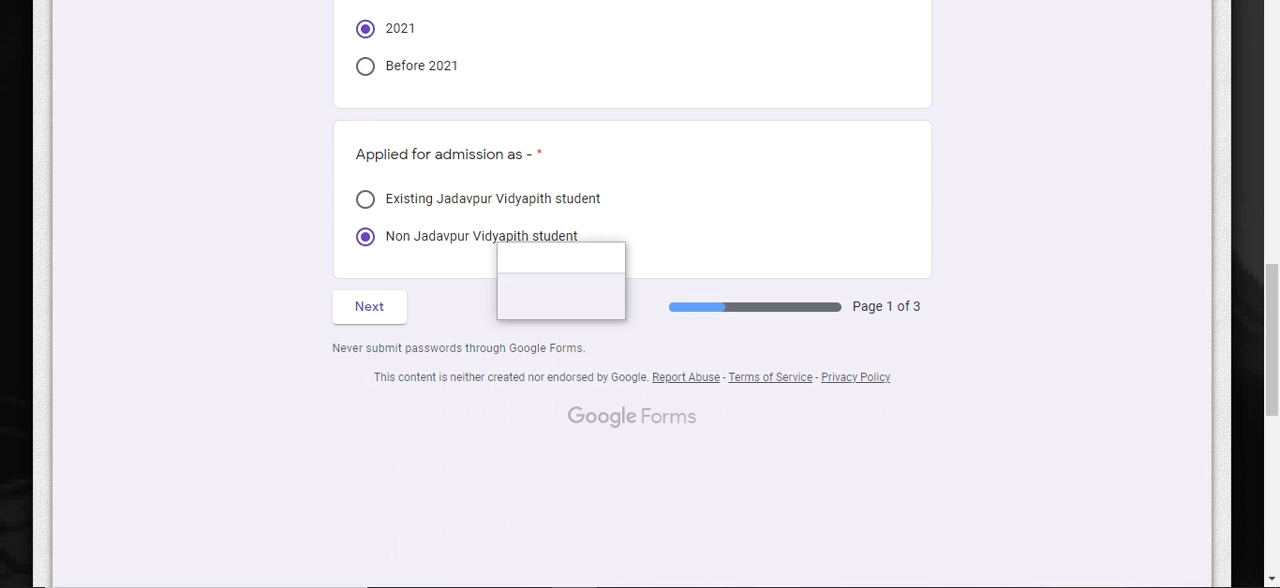 2021
Before 2021
Applied for admission as - *
Existing Jadavpur Vidyapith student
Non Jadavpur Vidyapith student
Next
Page 1 of 3
Never submit passwords through Google Forms.
This content is neither created nor endorsed by Google. Report Abuse - Terms of Service - Privacy Policy
Google Forms